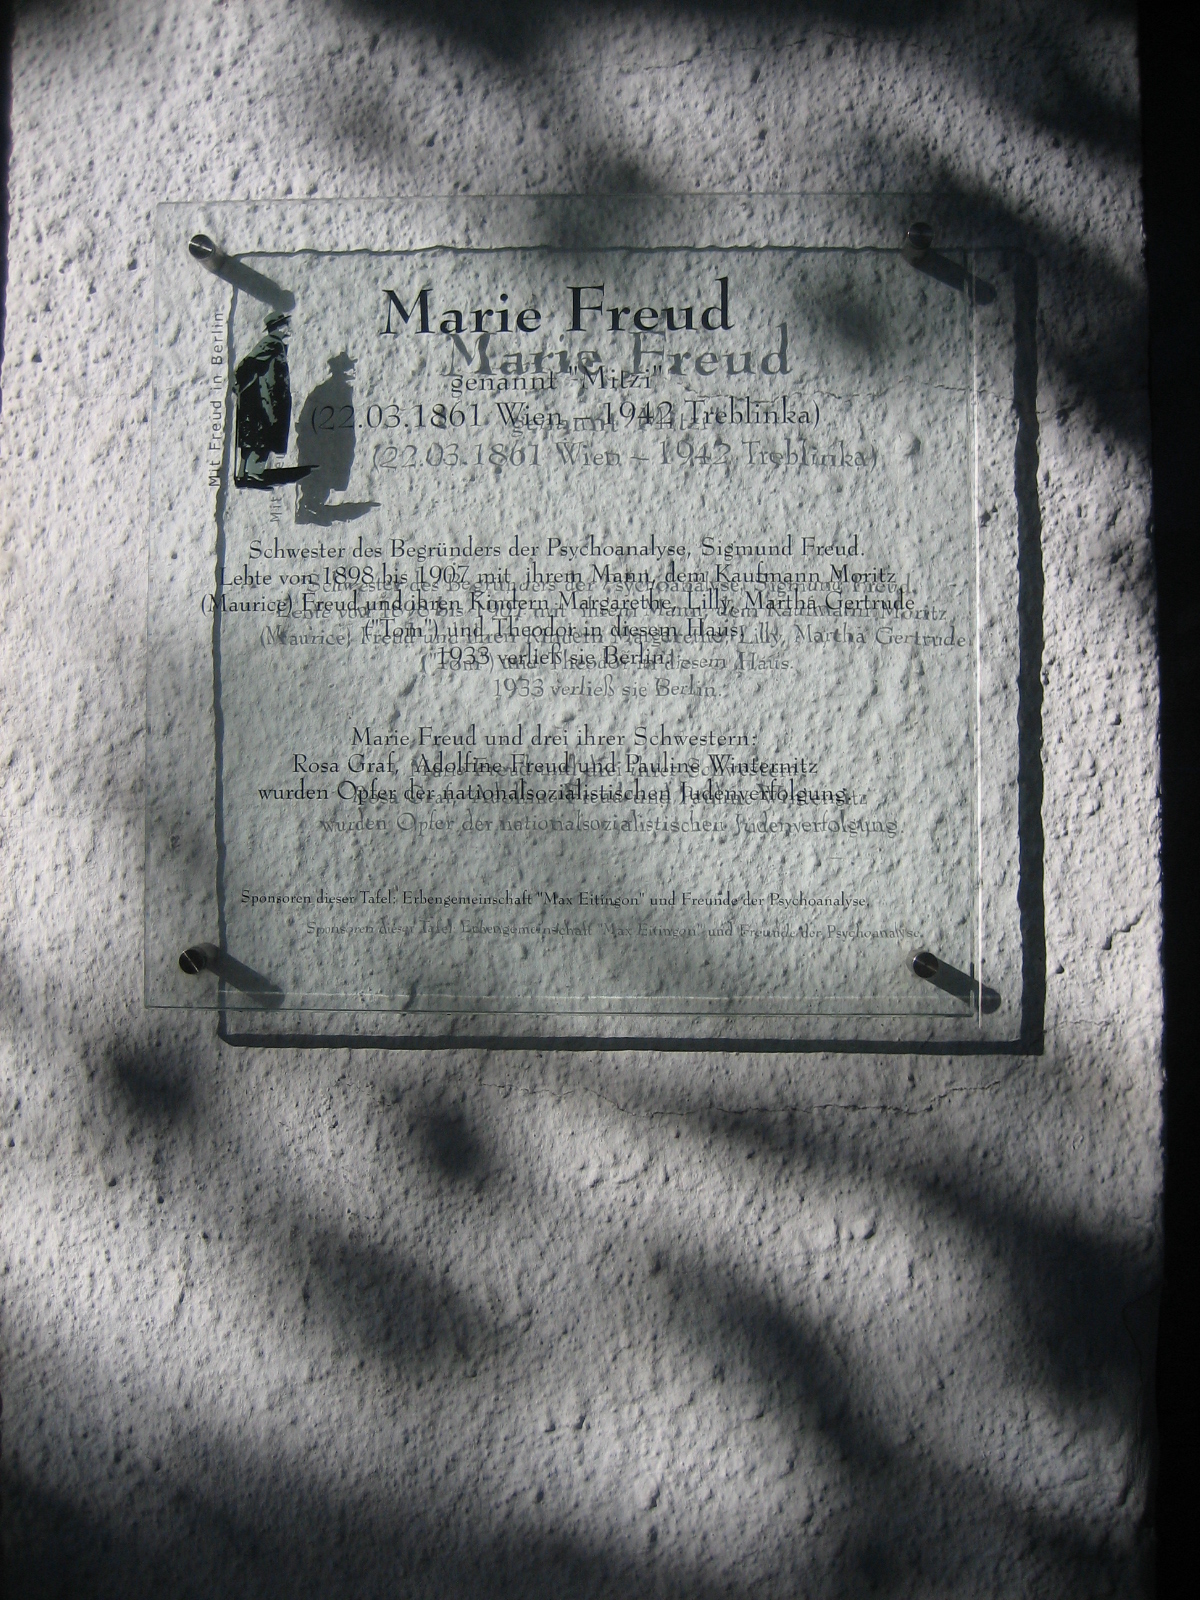 Mit Freud in Berlin
Marie Freud
genannt "Mitzi"
(22.03.1861 Wien – 1942 Treblinka)
Schwester des Begründers der Psychoanalyse, Sigmund Freud.
Lebte von 1898 bis 1907 mit ihrem Mann, dem Kaufmann Moritz
(Maurice) Freud und ihren Kindern Margarethe, Lilly, Martha Gertrude
("Tom") und Theodor in diesem Haus.
1933 verließ sie Berlin.
Marie Freud und drei ihrer Schwestern:
Rosa Graf, Adolfine Freud und Pauline Winternitz
wurden Opfer der nationalsozialistischen Judenverfolgung.
Sponsoren dieser Tafel: Erbengemeinschaft "Max Eitingon" und Freunde der Psychoanalyse.